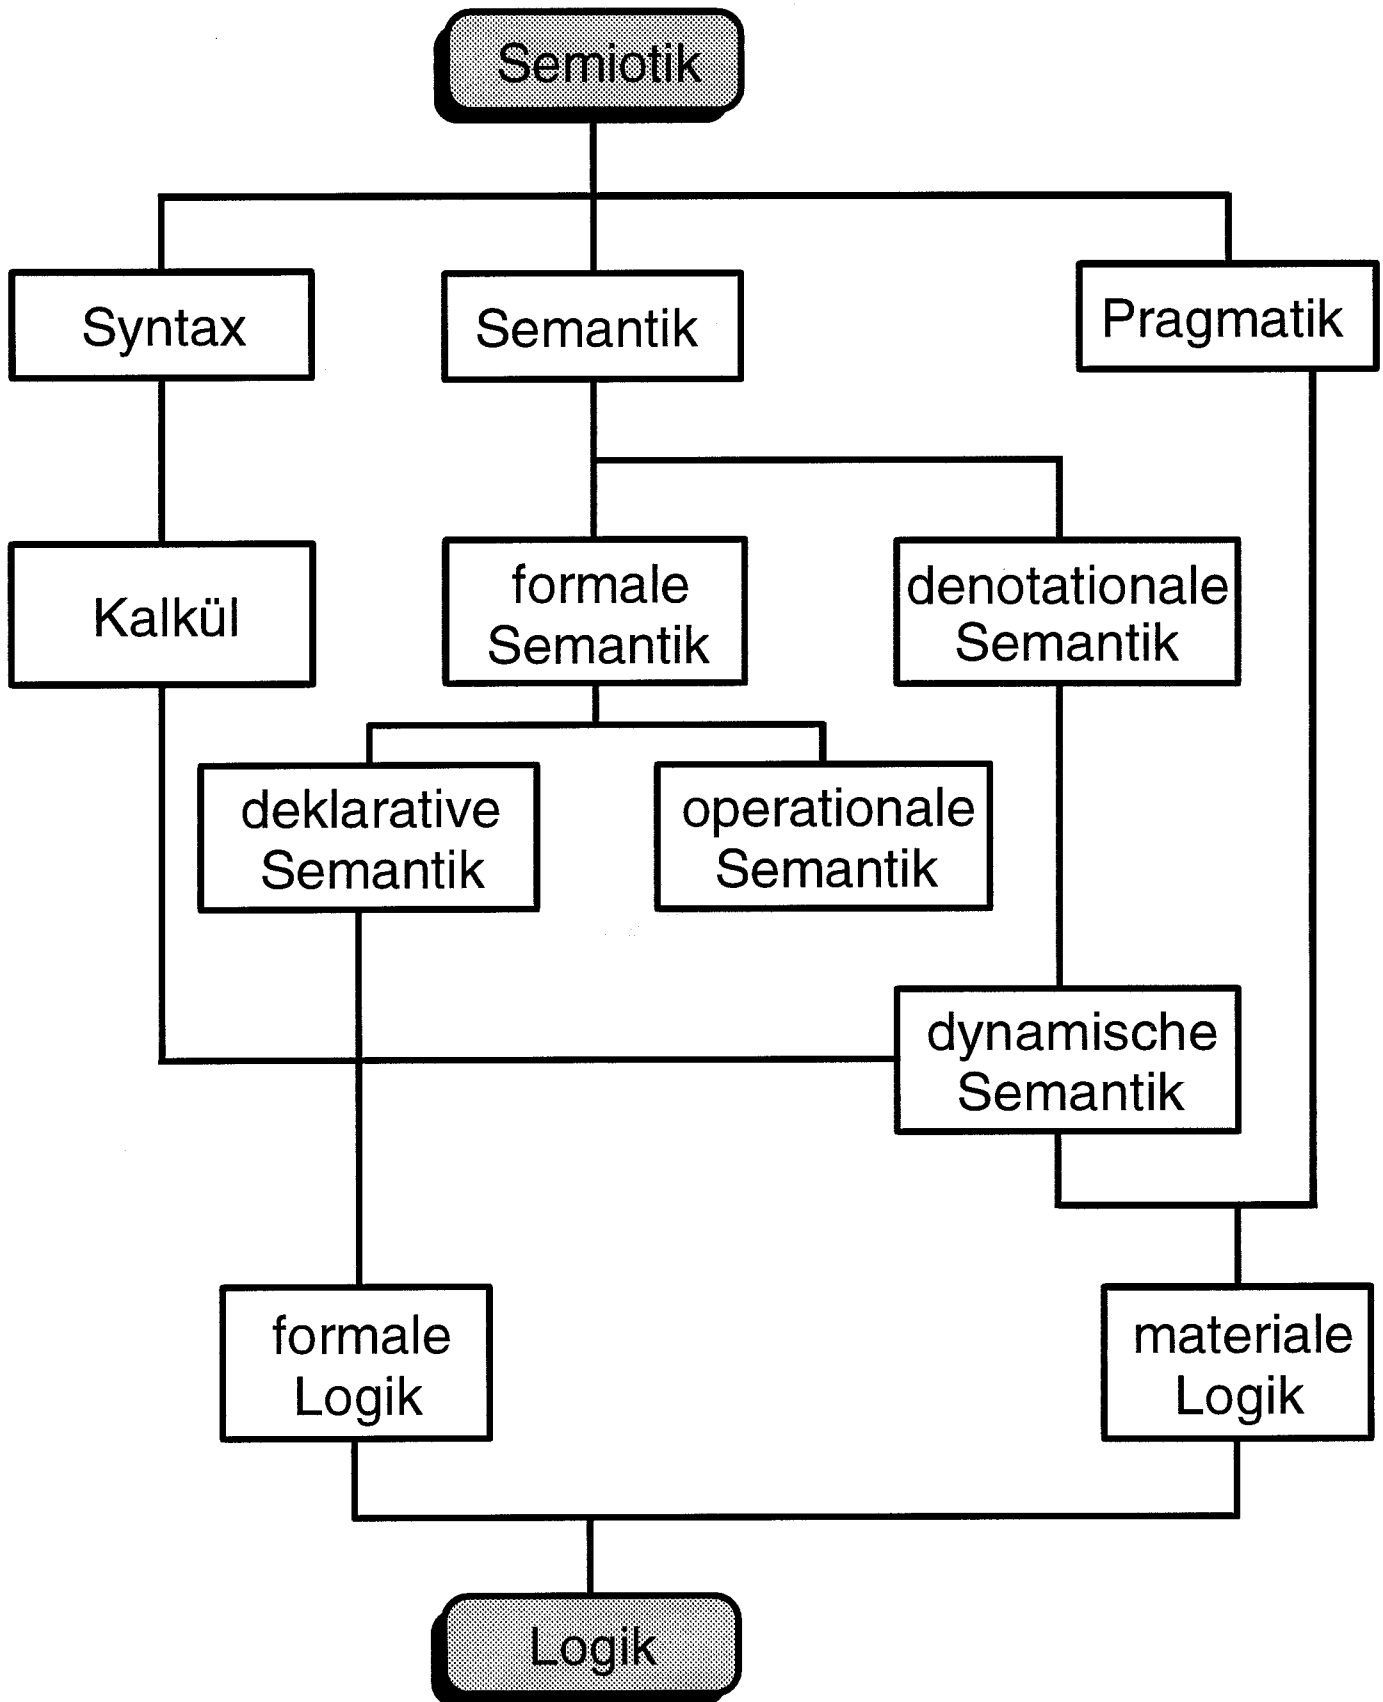 Semiotik
Syntax
Semantik
Pragmatik
Kalkül
formale
Semantik
denotationale
Semantik
deklarative
Semantik
operationale
Semantik
dynamische
Semantik
formale
Logik
materiale
Logik
Logik